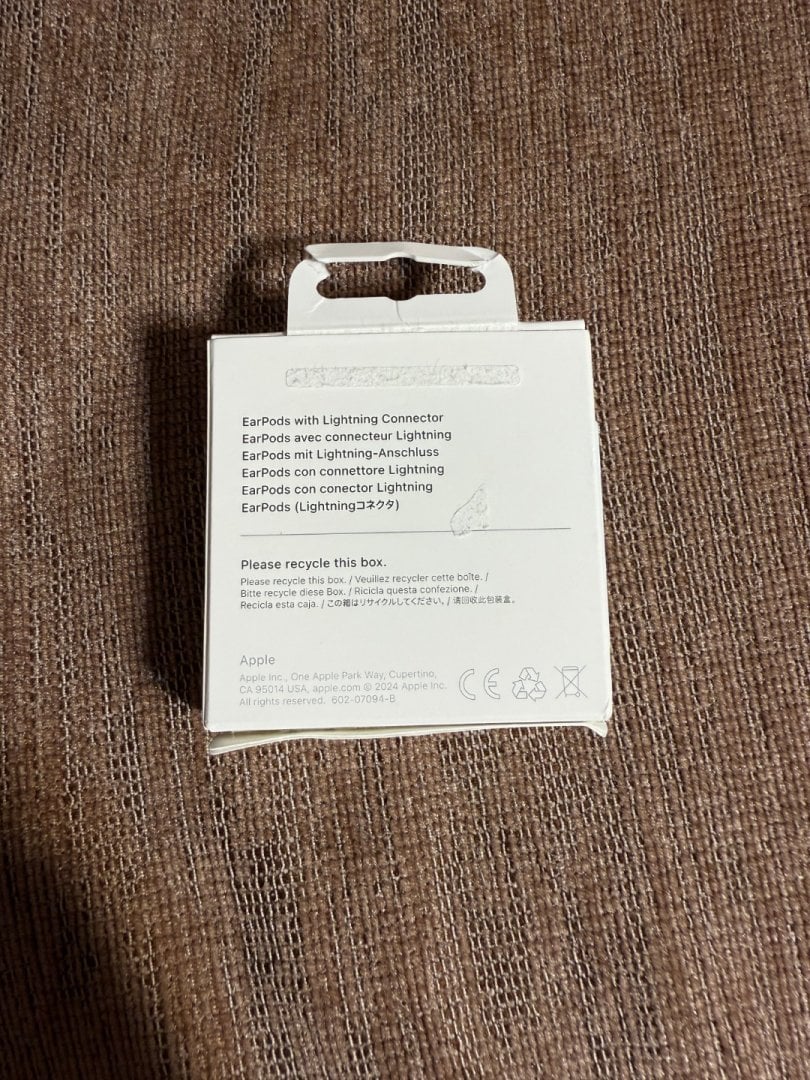 EarPods with Lightning Connector
EarPods avec connecteur Lightning
EarPods mit Lightning-Anschluss
EarPods con connettore Lightning
EarPods con conector Lightning
EarPods (Lightningコネクタ)
Please recycle this box.
Please recycle this box. / Veuillez recycler cette boîte. /
Bitte recycle diese Box. / Ricicla questa confezione. /
Recicla esta caja. / この箱はリサイクルしてください。/ 请回收此包装盒。
Apple
Apple Inc., One Apple Park Way, Cupertino,
CA 95014 USA, apple.com © 2024 Apple Inc.
All rights reserved. 602-07094-B
CE